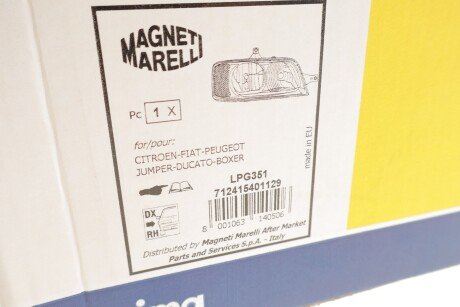 MAGNETI
MARELLI
Pc 1 X
for/pour:
CITROEN-FIAT-PEUGEOT
JUMPER-DUCATO-BOXER
made in EU
LPG351
712415401129
DX
RH
8 001063 140506
Distributed by Magneti Marelli After Market
Parts and Services S.p.A. - Italy